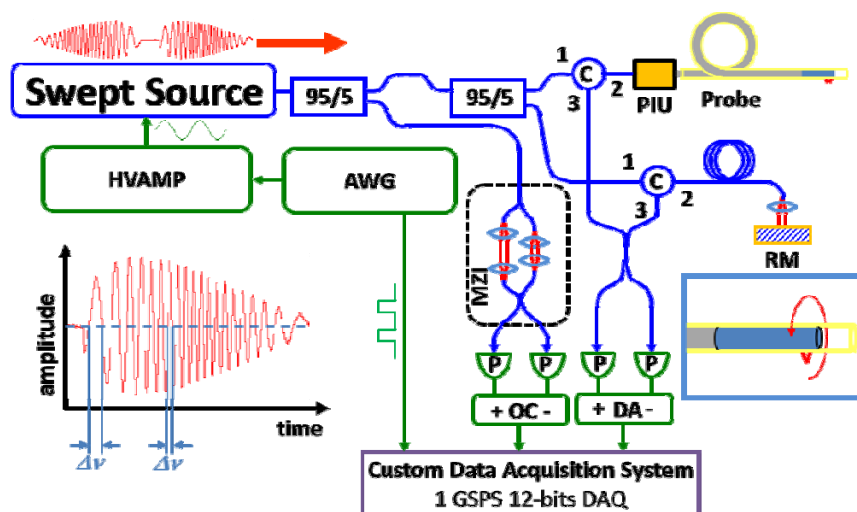 Swept Source
95/5
95/5
1
C
2
3
PIU
Probe
HVAMP
AWG
1
C
2
3
RM
MZI
amplitude
time
Δν
Δν
P
P
P
P
+ OC -
+ DA -
Custom Data Acquisition System
1 GSPS 12-bits DAQ